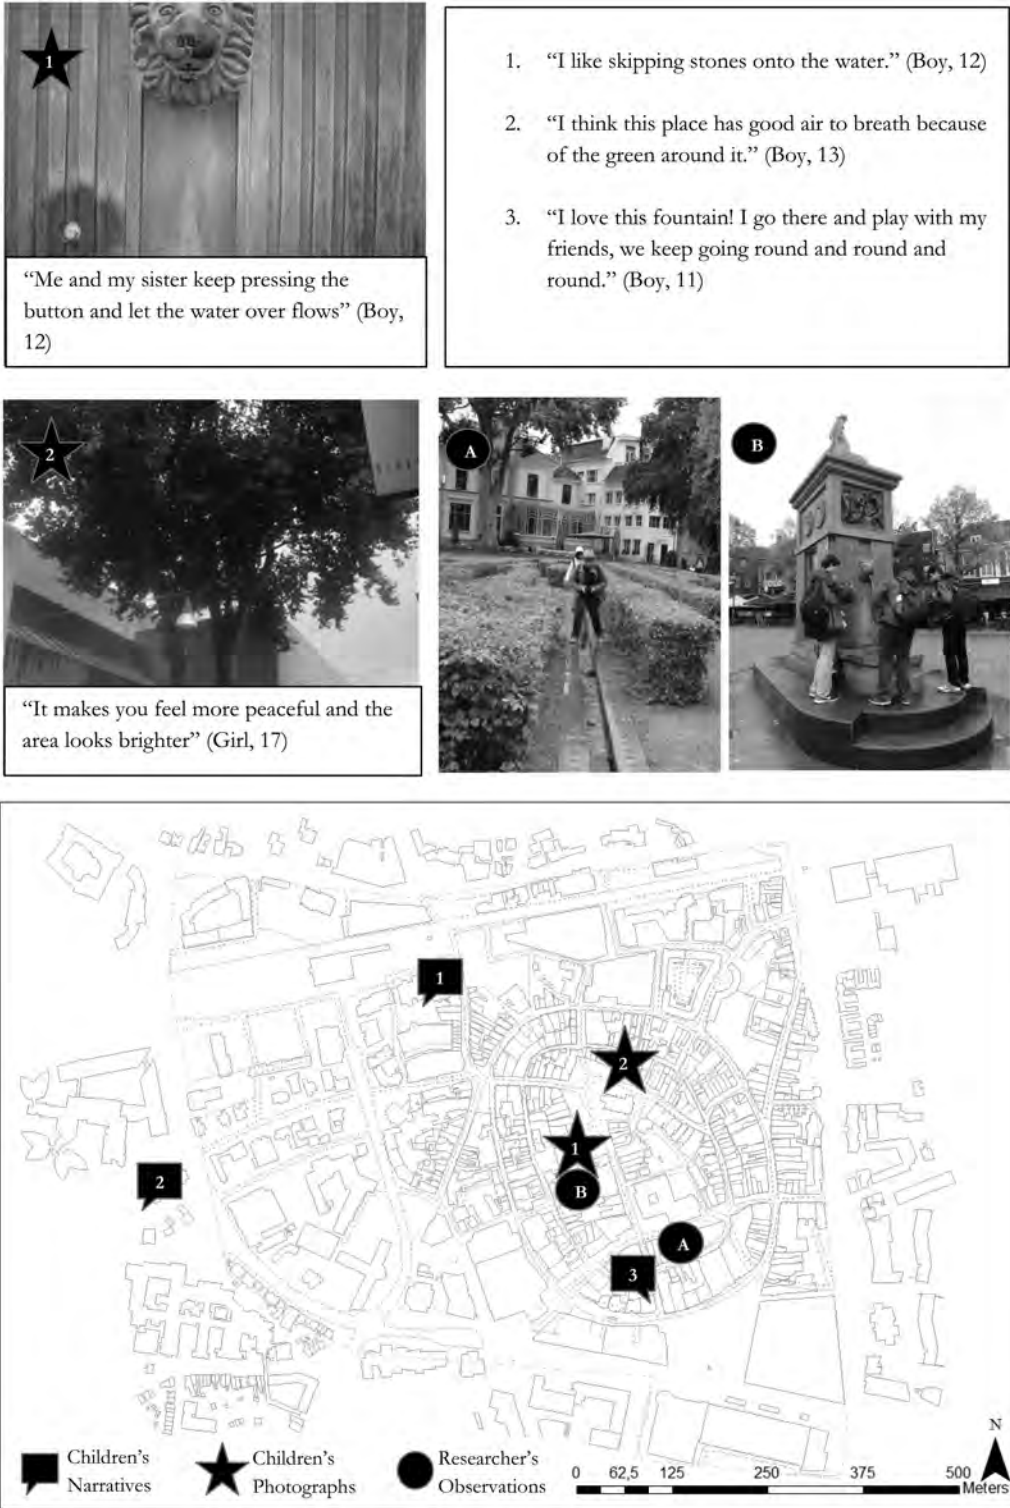 1
"Me and my sister keep pressing the
button and let the water over flows" (Boy,
12)
1. "I like skipping stones onto the water." (Boy, 12)
2. "I think this place has good air to breath because
of the green around it." (Boy, 13)
3. "I love this fountain! I go there and play with my
friends, we keep going round and round and
round." (Boy, 11)
2
"It makes you feel more peaceful and the
area looks brighter" (Girl, 17)
A
B
1
2
1
2
B
A
3
Children's
Narratives
Children's
Photographs
Researcher's
Observations
0 62,5 125 250 375 500
Meters
N